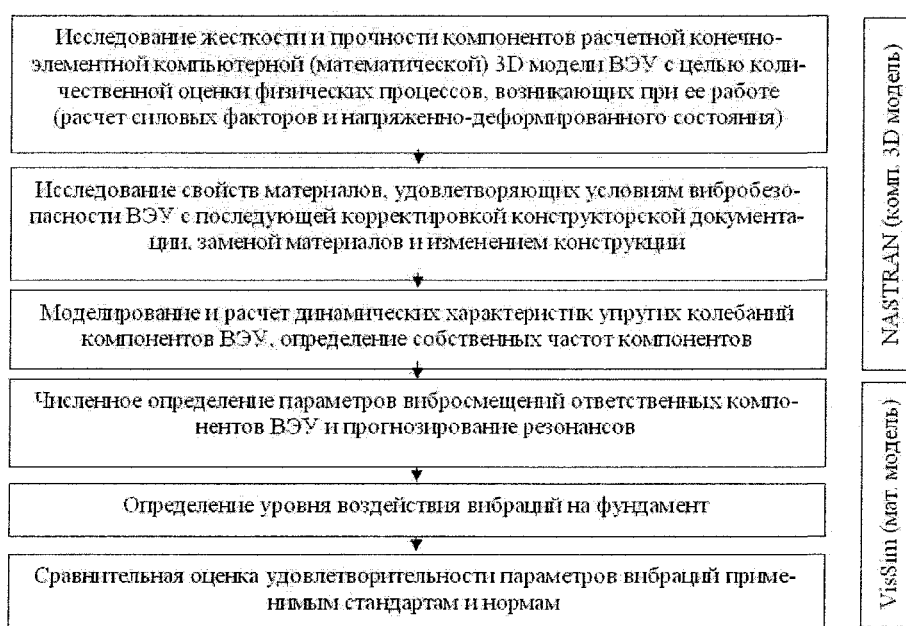 Исследование жесткости и прочности компонентов расчетной конечно-
элементной компьютерной (математической) 3D модели ВЭУ с целью коли-
чественной оценки физических процессов, возникающих при ее работе
(расчет силовых факторов и напряженно-деформированного состояния)
Исследование свойств материалов, удовлетворяющих условиям вибробезо-
пасности ВЭУ с последующей корректировкой конструкторской документа-
ции, заменой материалов и изменением конструкции
Моделирование и расчет динамических характеристик упругих колебаний
компонентов ВЭУ, определение собственных частот компонентов
Численное определение параметров вибросмещений ответственных компо-
нентов ВЭУ и прогнозирование резонансов
Определение уровня воздействия вибраций на фундамент
Сравнительная оценка удовлетворительности параметров вибраций приме-
нимым стандартам и нормам
NASTRAN (комп. 3D модель)
VisSim (мат. модель)